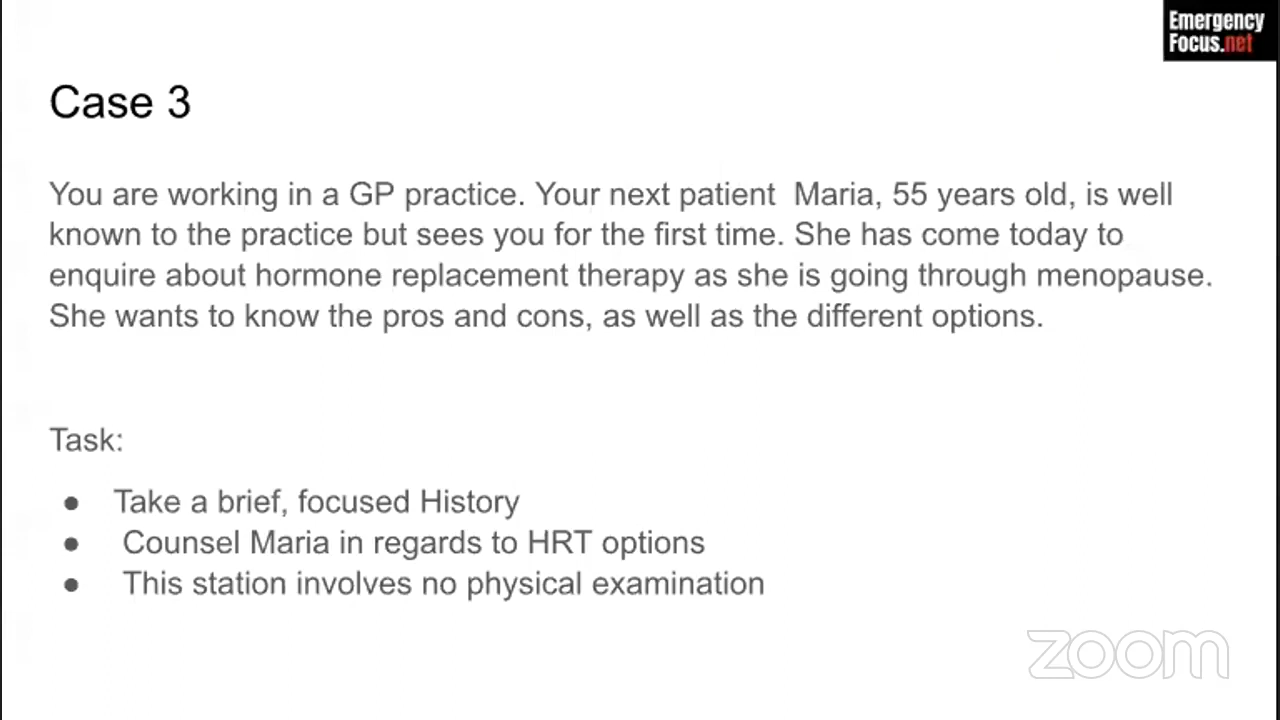 Emergency
Focus.net
Case 3
You are working in a GP practice. Your next patient Maria, 55 years old, is well
known to the practice but sees you for the first time. She has come today to
enquire about hormone replacement therapy as she is going through menopause.
She wants to know the pros and cons, as well as the different options.
Task:
● Take a brief, focused History
● Counsel Maria in regards to HRT options
● This station involves no physical examination
zoom